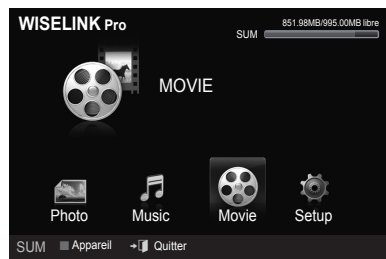 WISELINK Pro
851.98MB/995.00MB libre
SUM
MOVIE
Photo Music Movie Setup
SUM Appareil Quitter